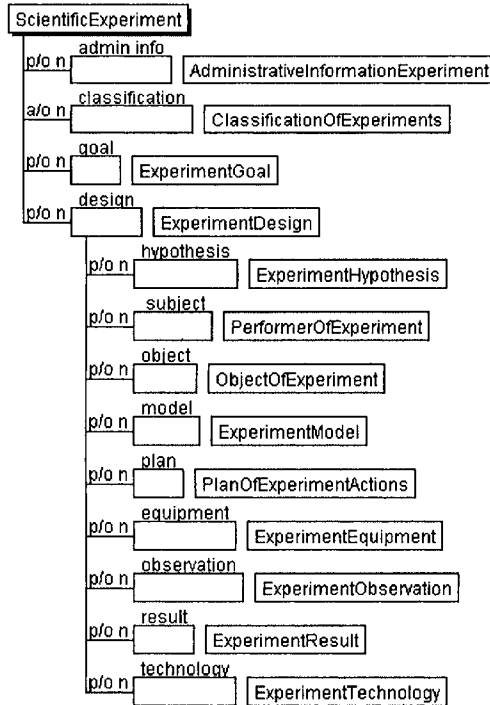 ScientificExperiment
admin info
p/o n AdministrativeInformationExperiment
classification
a/o n ClassificationOfExperiments
goal
p/o n ExperimentGoal
design
p/o n ExperimentDesign
hypothesis
p/o n ExperimentHypothesis
subject
p/o n PerformerOfExperiment
object
p/o n ObjectOfExperiment
model
p/o n ExperimentModel
plan
p/o n PlanOfExperimentActions
equipment
p/o n ExperimentEquipment
observation
p/o n ExperimentObservation
result
p/o n ExperimentResult
technology
p/o n ExperimentTechnology